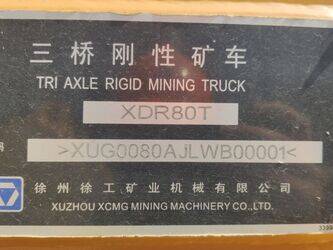 三桥刚性矿车
TRI AXLE RIGID MINING TRUCK
XDR80T
>XUG0080AJLWB00001<
徐州徐工矿业机械有限公司
XUZHOU XCMG MINING MACHINERY CO.,LTD.